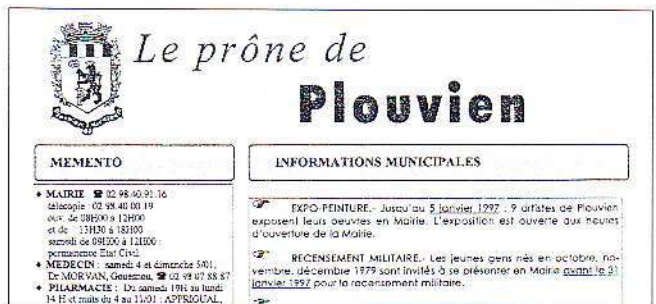 Le prône de
Plouvien
MEMENTO
♦ MAIRIE ☎ 02 98.40.91.16
télécopie : 02 98.40 00 19
ouv. de 08H00 à 12H00
et de 13H30 à 18H00
samedi de 09H00 à 12H00 :
permanence Etat Civil
♦ MEDECIN : samedi 4 et dimanche 5/01,
Dr MORVAN, Gouesnou, ☎ 02 98 07 88 87
♦ PHARMACIE : Du samedi 19H au lundi
14 H et nuits du 4 au 11/01 : APPRIOUAL,
INFORMATIONS MUNICIPALES
☞ EXPO-PEINTURE.- Jusqu'au 5 janvier 1997 : 9 artistes de Plouvien
exposent leurs oeuvres en Mairie. L'exposition est ouverte aux heures
d'ouverture de la Mairie.
☞ RECENSEMENT MILITAIRE.- Les jeunes gens nés en octobre, no-
vembre, décembre 1979 sont invités à se présenter en Mairie avant le 31
janvier 1997 pour le recensement militaire.